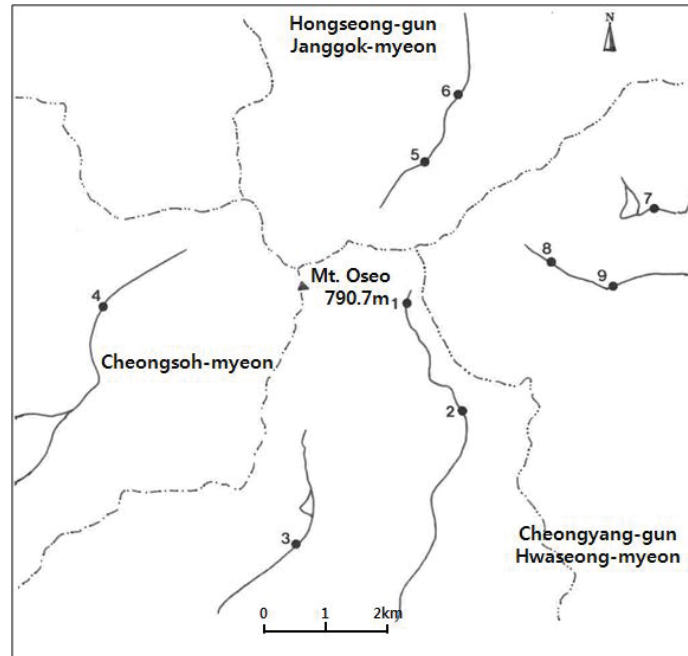 Hongseong-gun
Janggok-myeon
N
6
5
7
8
9
Mt. Oseo
790.7m
1
4
Cheongsoh-myeon
2
3
Cheongyang-gun
Hwaseong-myeon
0 1 2km